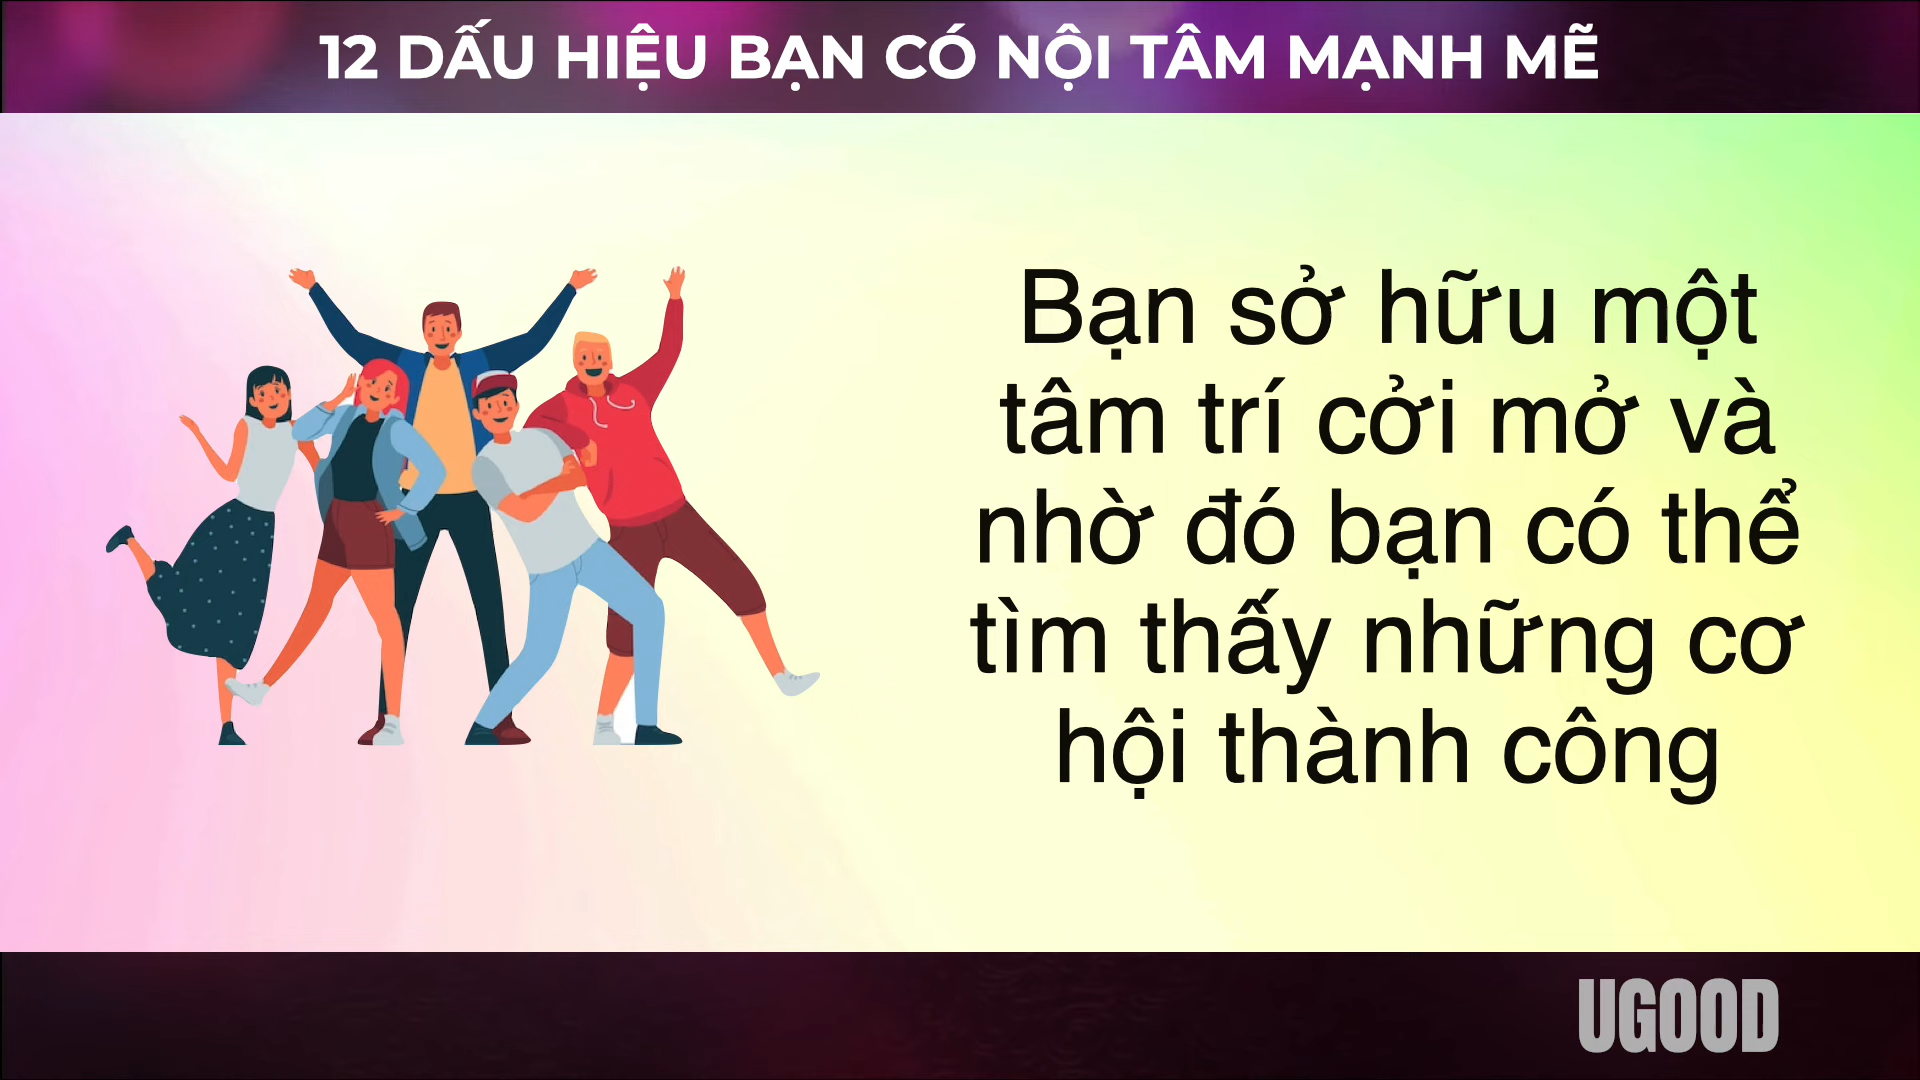 12 DẤU HIỆU BẠN CÓ NỘI TÂM MẠNH MẼ
Bạn sở hữu một
tâm trí cởi mở và
nhờ đó bạn có thể
tìm thấy những cơ
hội thành công
UGOOD